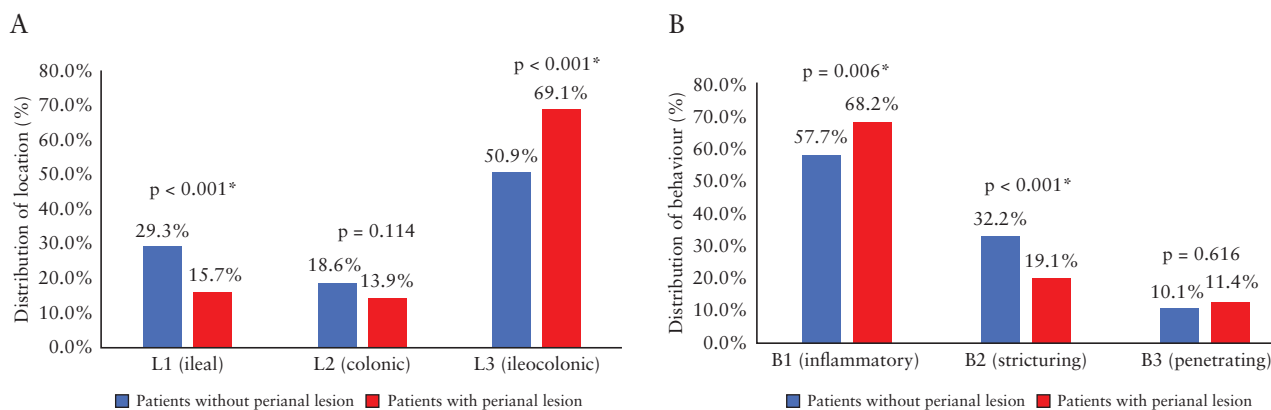 A
Distribution of location (%)
80.0%
70.0%
60.0%
50.0%
40.0%
30.0%
20.0%
10.0%
0.0%
p < 0.001*
29.3%
15.7%
p = 0.114
18.6%
13.9%
p < 0.001*
50.9%
69.1%
L1 (ileal)
L2 (colonic)
L3 (ileocolonic)
Patients without perianal lesion
Patients with perianal lesion
B
Distribution of behaviour (%)
80.0%
70.0%
60.0%
50.0%
40.0%
30.0%
20.0%
10.0%
0.0%
p = 0.006*
57.7%
68.2%
p < 0.001*
32.2%
19.1%
p = 0.616
10.1%
11.4%
B1 (inflammatory)
B2 (stricturing)
B3 (penetrating)
Patients without perianal lesion
Patients with perianal lesion